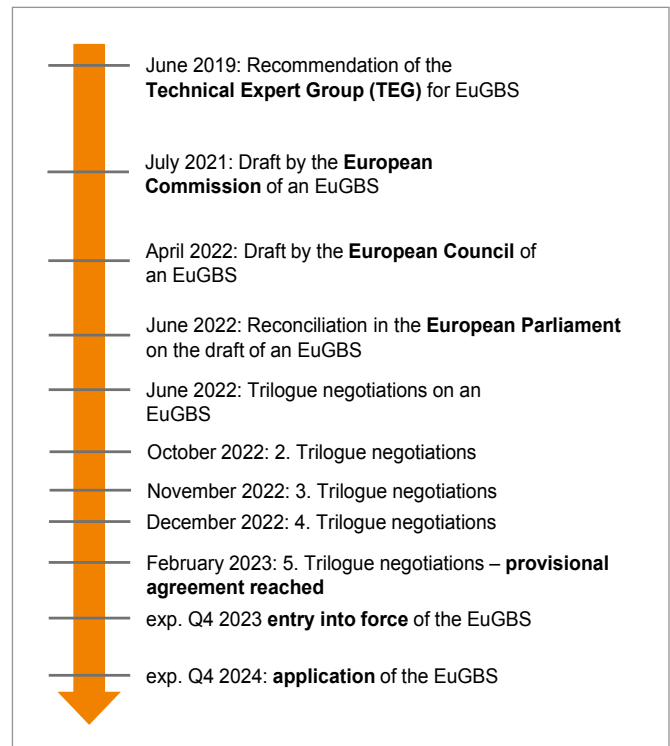 June 2019: Recommendation of the
Technical Expert Group (TEG) for EuGBS
July 2021: Draft by the European
Commission of an EuGBS
April 2022: Draft by the European Council of
an EuGBS
June 2022: Reconciliation in the European Parliament
on the draft of an EuGBS
June 2022: Trilogue negotiations on an
EuGBS
October 2022: 2. Trilogue negotiations
November 2022: 3. Trilogue negotiations
December 2022: 4. Trilogue negotiations
February 2023: 5. Trilogue negotiations – provisional
agreement reached
exp. Q4 2023 entry into force of the EuGBS
exp. Q4 2024: application of the EuGBS